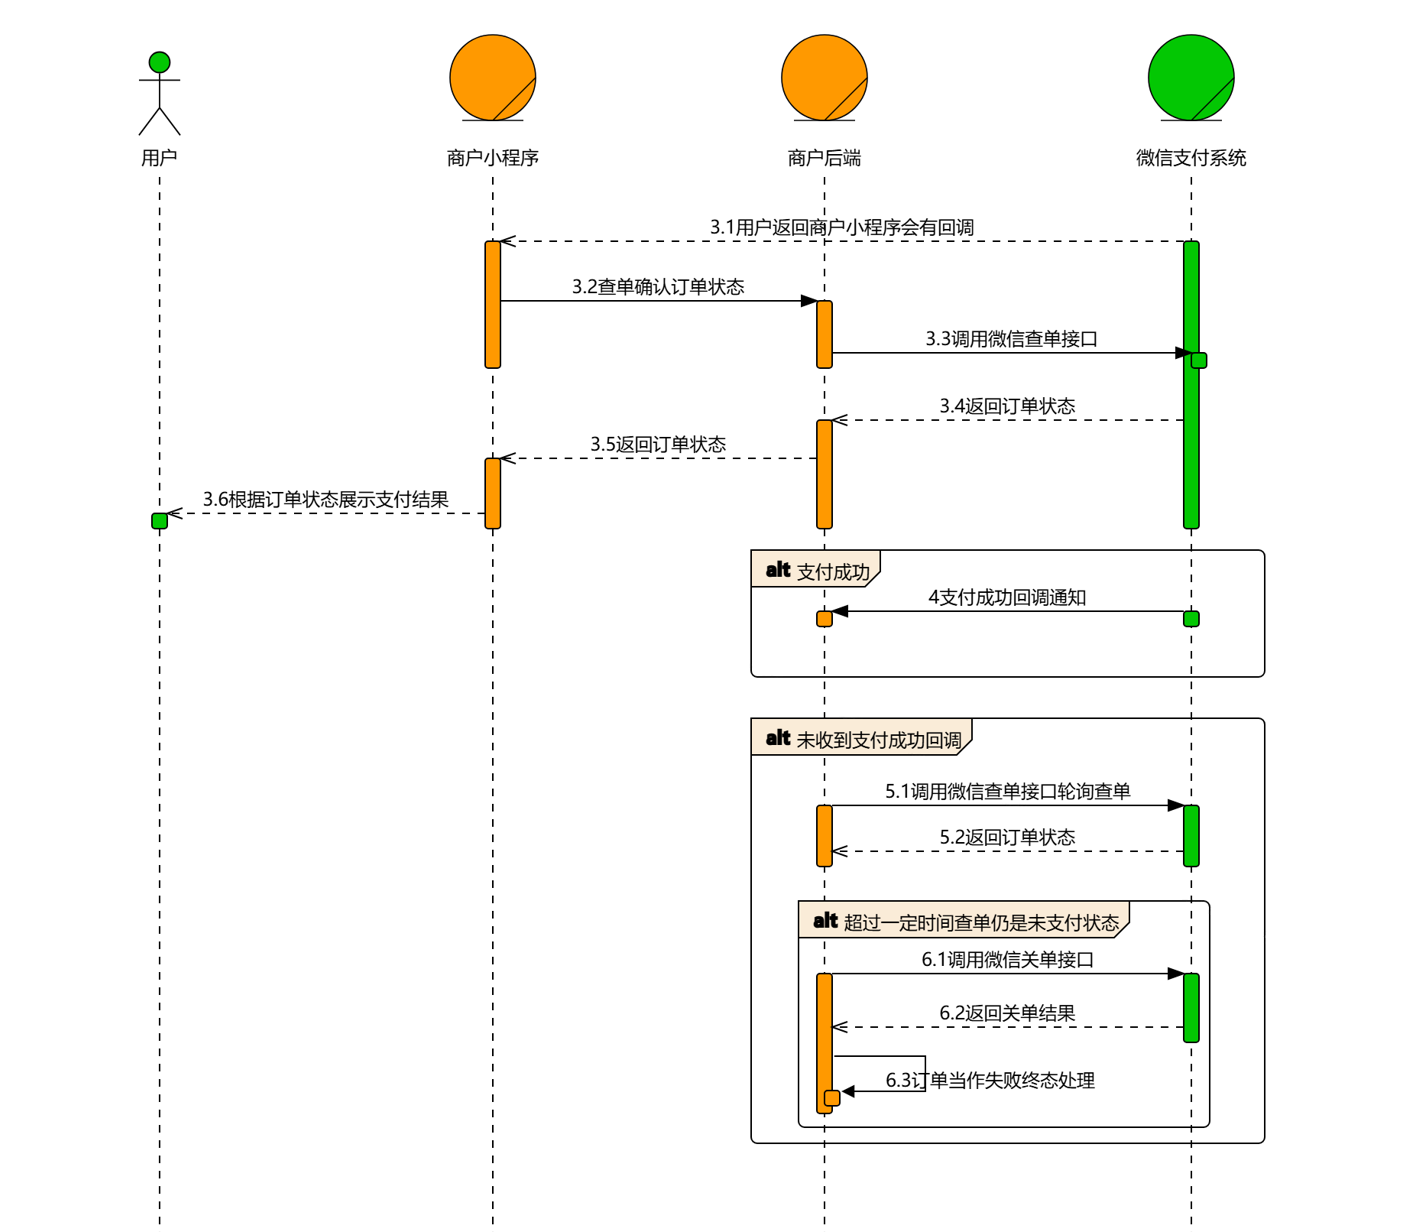 用户
商户小程序
商户后端
微信支付系统
3.1用户返回商户小程序会有回调
3.2查单确认订单状态
3.3调用微信查单接口
3.4返回订单状态
3.5返回订单状态
3.6根据订单状态展示支付结果
alt 支付成功
4支付成功回调通知
alt 未收到支付成功回调
5.1调用微信查单接口轮询查单
5.2返回订单状态
alt 超过一定时间查单仍是未支付状态
6.1调用微信关单接口
6.2返回关单结果
6.3订单当作失败终态处理